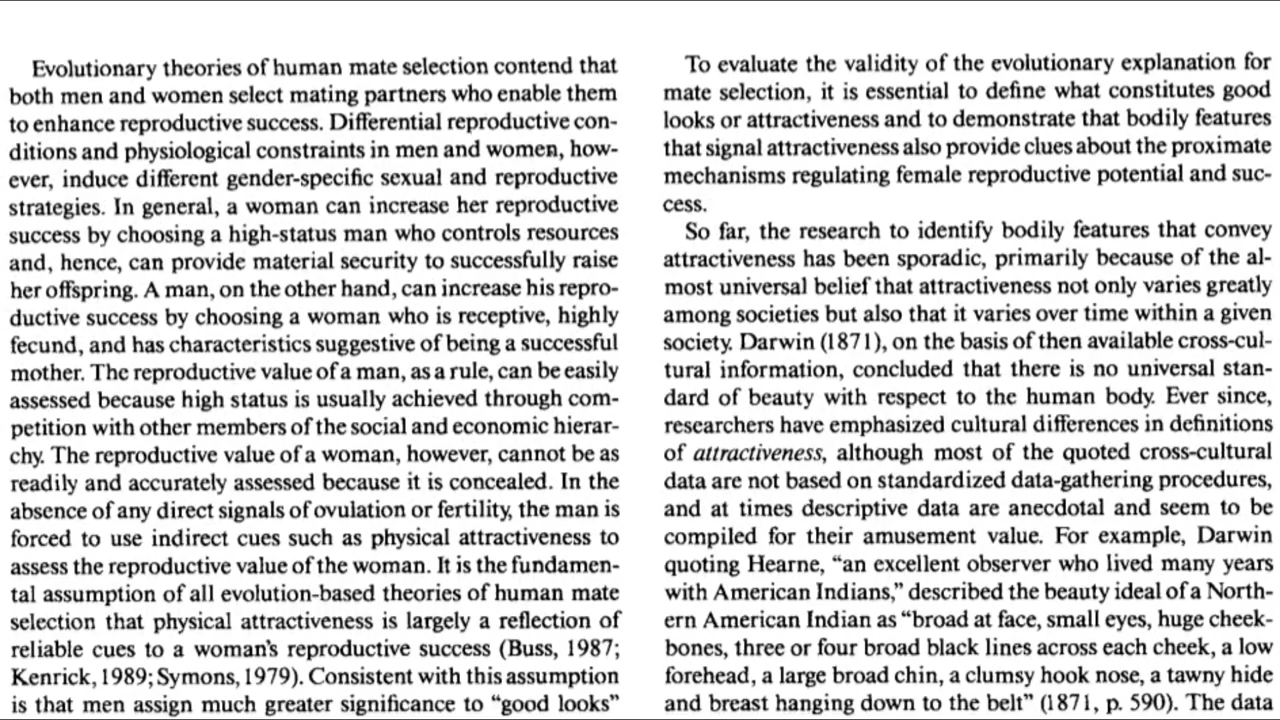 Evolutionary theories of human mate selection contend that
both men and women select mating partners who enable them
to enhance reproductive success. Differential reproductive con-
ditions and physiological constraints in men and women, how-
ever, induce different gender-specific sexual and reproductive
strategies. In general, a woman can increase her reproductive
success by choosing a high-status man who controls resources
and, hence, can provide material security to successfully raise
her offspring. A man, on the other hand, can increase his repro-
ductive success by choosing a woman who is receptive, highly
fecund, and has characteristics suggestive of being a successful
mother. The reproductive value of a man, as a rule, can be easily
assessed because high status is usually achieved through com-
petition with other members of the social and economic hierar-
chy. The reproductive value of a woman, however, cannot be as
readily and accurately assessed because it is concealed. In the
absence of any direct signals of ovulation or fertility, the man is
forced to use indirect cues such as physical attractiveness to
assess the reproductive value of the woman. It is the fundamen-
tal assumption of all evolution-based theories of human mate
selection that physical attractiveness is largely a reflection of
reliable cues to a woman's reproductive success (Buss, 1987;
Kenrick, 1989; Symons, 1979). Consistent with this assumption
is that men assign much greater significance to "good looks"
To evaluate the validity of the evolutionary explanation for
mate selection, it is essential to define what constitutes good
looks or attractiveness and to demonstrate that bodily features
that signal attractiveness also provide clues about the proximate
mechanisms regulating female reproductive potential and suc-
cess.
So far, the research to identify bodily features that convey
attractiveness has been sporadic, primarily because of the al-
most universal belief that attractiveness not only varies greatly
among societies but also that it varies over time within a given
society. Darwin (1871), on the basis of then available cross-cul-
tural information, concluded that there is no universal stan-
dard of beauty with respect to the human body. Ever since,
researchers have emphasized cultural differences in definitions
of attractiveness, although most of the quoted cross-cultural
data are not based on standardized data-gathering procedures,
and at times descriptive data are anecdotal and seem to be
compiled for their amusement value. For example, Darwin
quoting Hearne, "an excellent observer who lived many years
with American Indians," described the beauty ideal of a North-
ern American Indian as "broad at face, small eyes, huge cheek-
bones, three or four broad black lines across each cheek, a low
forehead, a large broad chin, a clumsy hook nose, a tawny hide
and breast hanging down to the belt" (1871, p. 590). The data